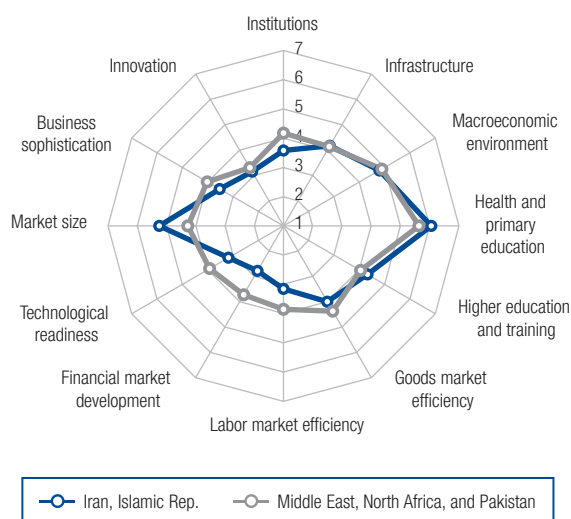 Institutions
7
6
5
4
3
2
1
Infrastructure
Macroeconomic
environment
Health and
primary
education
Higher education
and training
Goods market
efficiency
Labor market efficiency
Financial market
development
Technological
readiness
Market size
Business
sophistication
Innovation
Iran, Islamic Rep.
Middle East, North Africa, and Pakistan